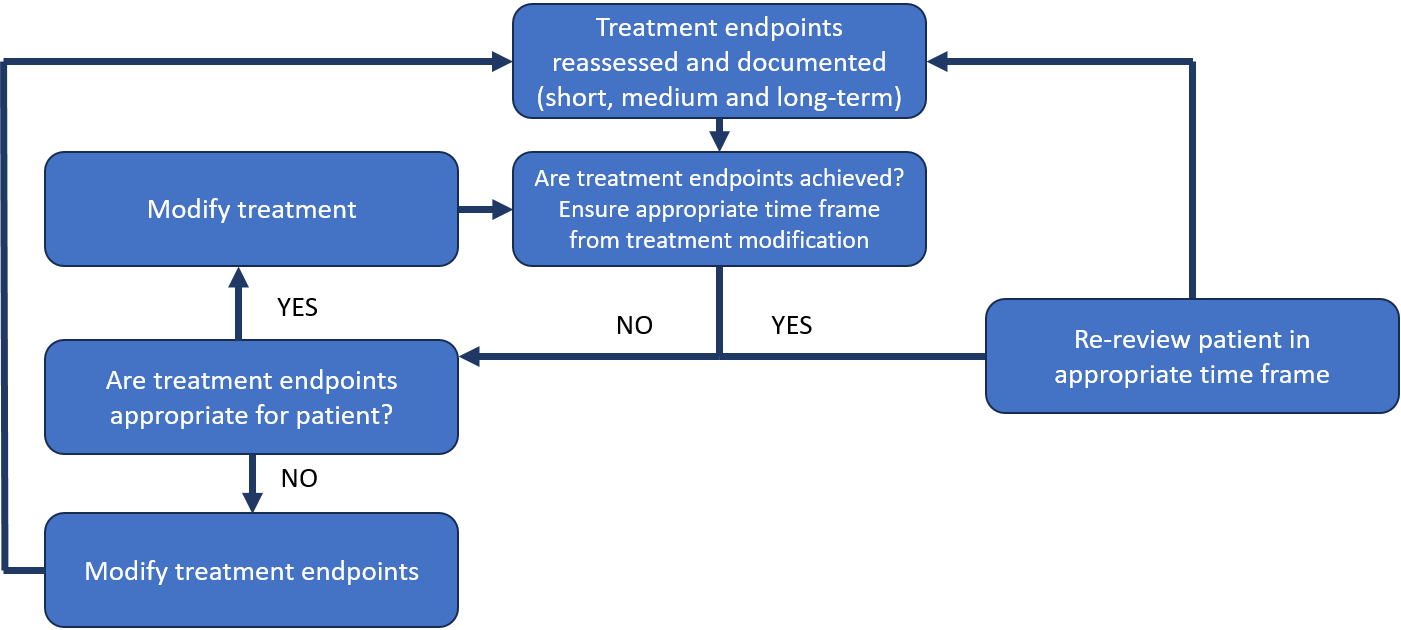 Treatment endpoints
reassessed and documented
(short, medium and long-term)
Modify treatment
Are treatment endpoints achieved?
Ensure appropriate time frame
from treatment modification
YES
NO
YES
Re-review patient in
appropriate time frame
Are treatment endpoints
appropriate for patient?
NO
Modify treatment endpoints